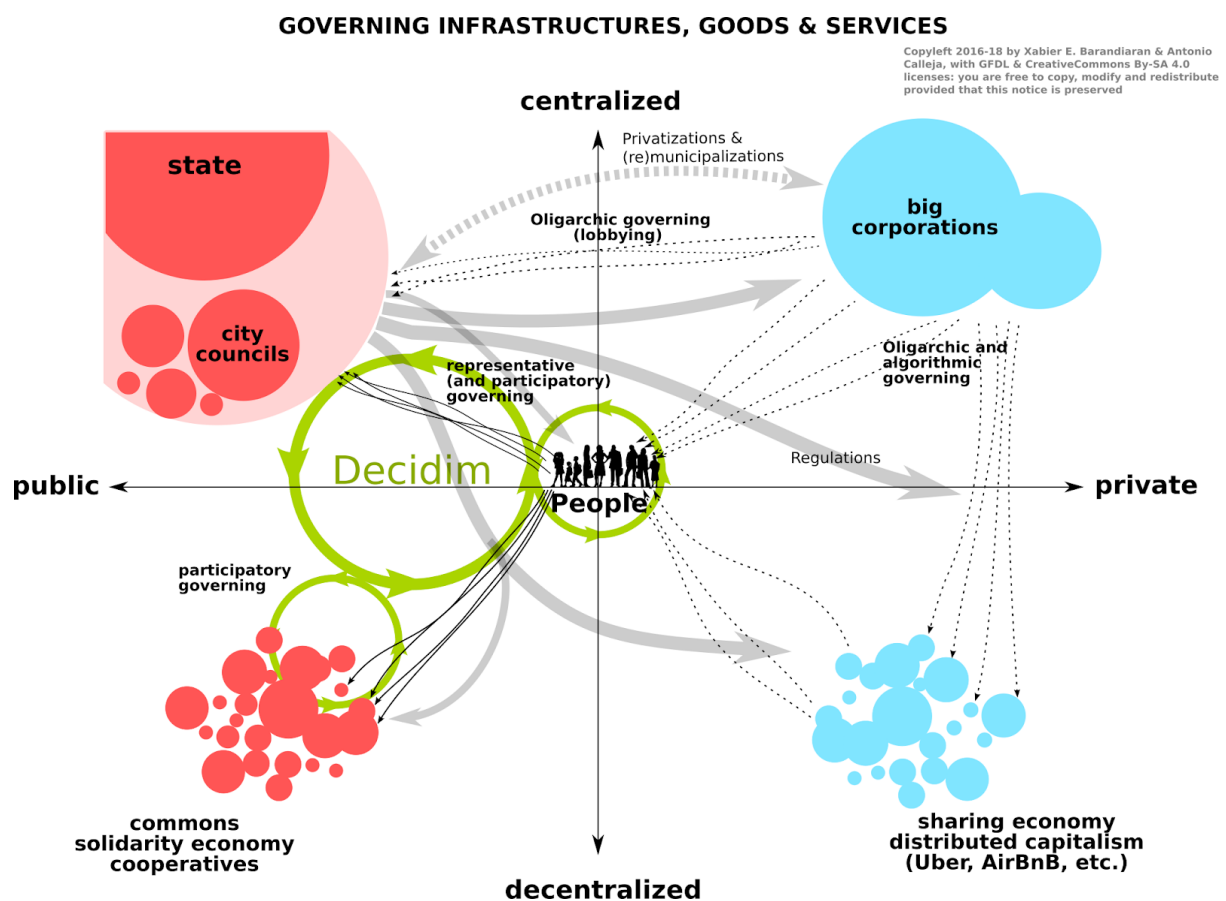 GOVERNING INFRASTRUCTURES, GOODS & SERVICES
Copyleft 2016-18 by Xabier E. Barandiaran & Antonio
Calleja, with GFDL & CreativeCommons By-SA 4.0
licenses: you are free to copy, modify and redistribute
provided that this notice is preserved
centralized
Privatizations &
(re)municipalizations
state
big
corporations
Oligarchic governing
(lobbying)
city
councils
Oligarchic and
algorithmic
governing
representative
(and participatory)
governing
Decidim
Regulations
public
private
People
participatory
governing
commons
solidarity economy
cooperatives
sharing economy
distributed capitalism
(Uber, AirBnB, etc.)
decentralized